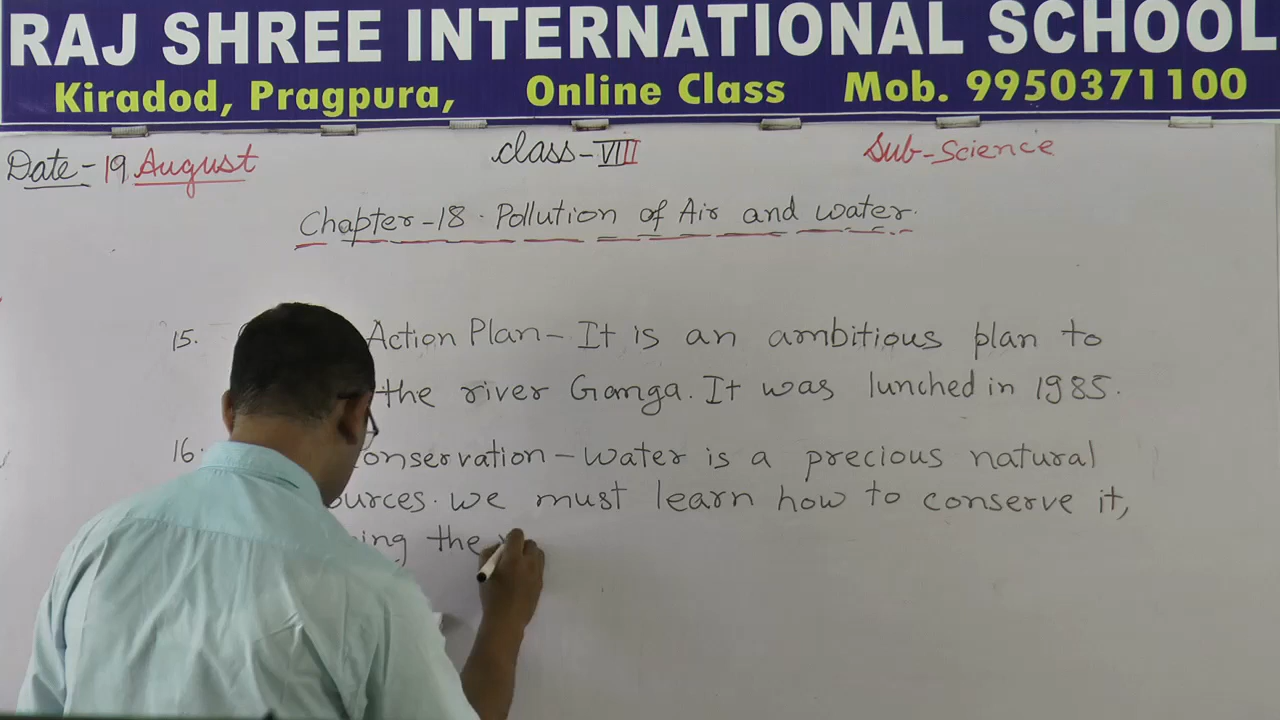 RAJ SHREE INTERNATIONAL SCHOOL
Kiradod, Pragpura, Online Class Mob. 9950371100
Date-19 August Class-VIII Sub-Science
Chapter-18. Pollution of Air and water.
15. Action Plan- It is an ambitious plan to
the river Ganga. It was lunched in 1985.
16. onservation-water is a precious natural
ources. we must learn how to conserve it,
ing the